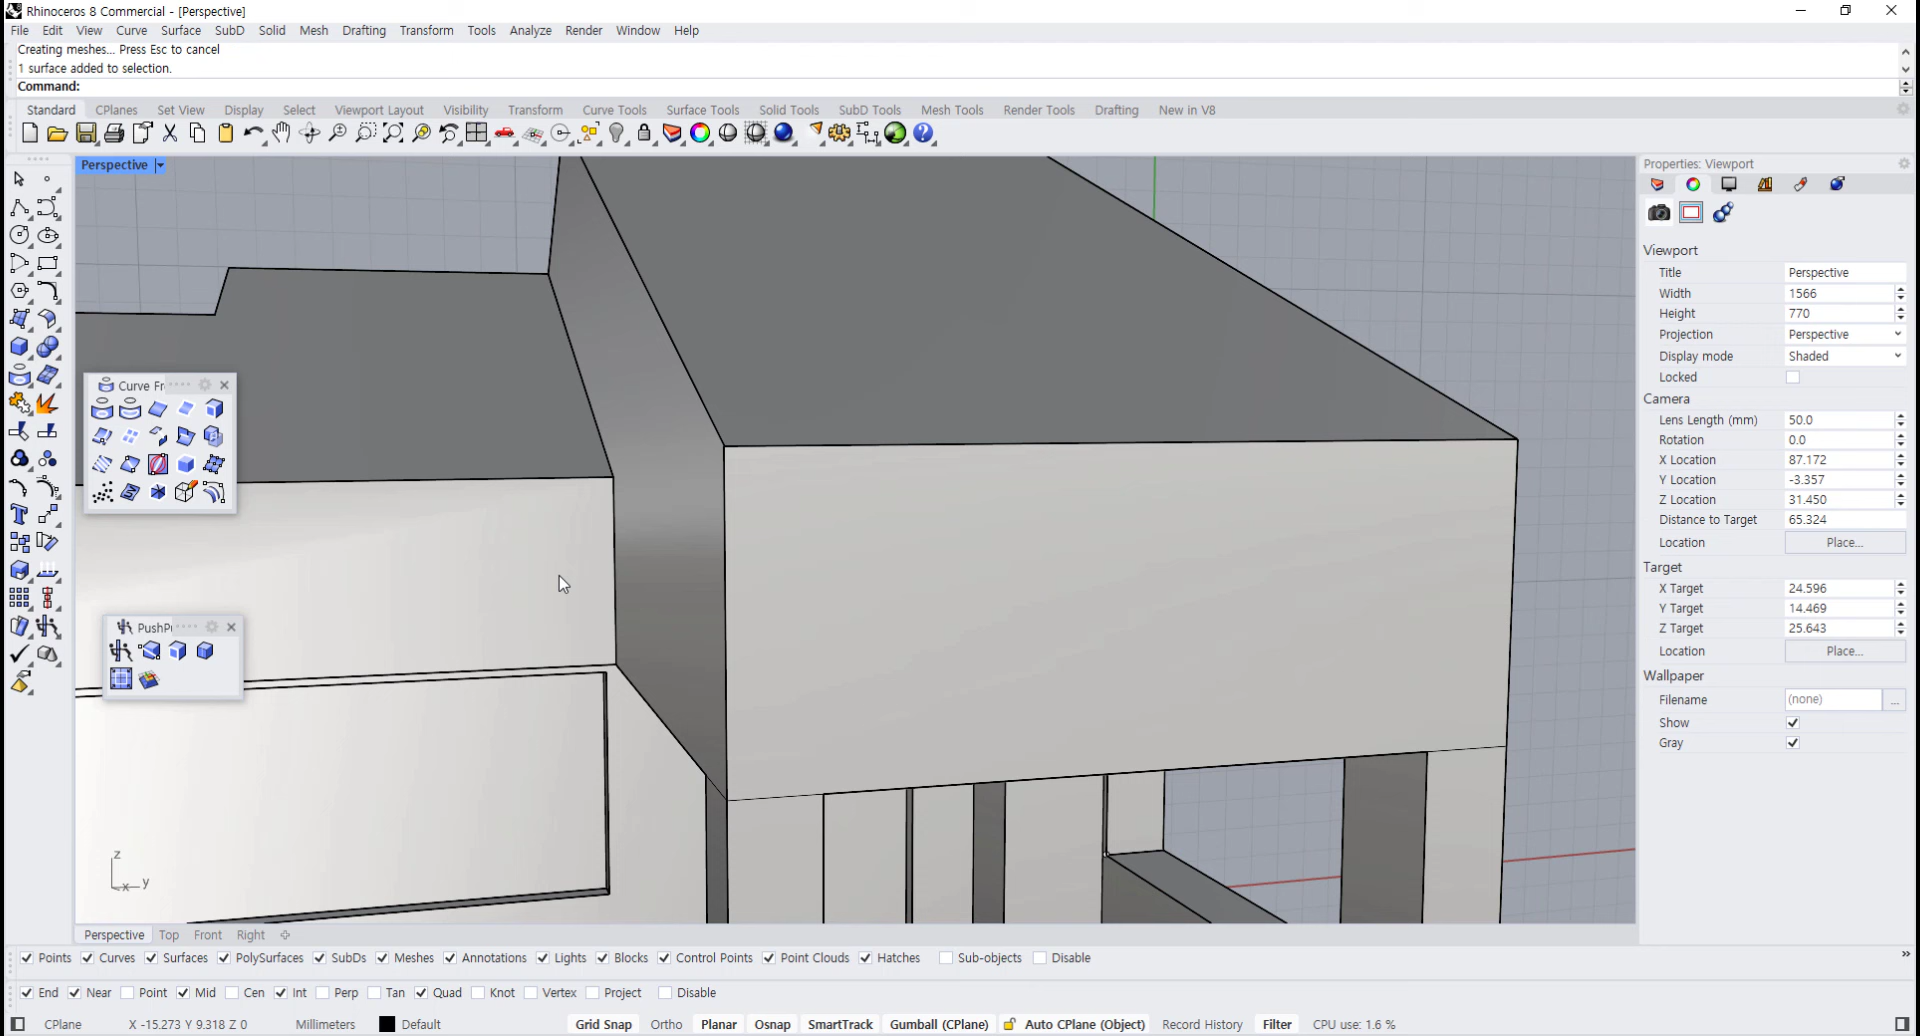 Rhinoceros 8 Commercial - [Perspective]
File Edit View Curve Surface SubD Solid Mesh Drafting Transform Tools Analyze Render Window Help
Creating meshes... Press Esc to cancel
1 surface added to selection.
Command:
Standard CPlanes Set View Display Select Viewport Layout Visibility Transform Curve Tools Surface Tools Solid Tools SubD Tools Mesh Tools Render Tools Drafting New in V8
Perspective
Curve Fr
PushP
z
x y
Properties: Viewport
Viewport
Title Perspective
Width 1566
Height 770
Projection Perspective
Display mode Shaded
Locked
Camera
Lens Length (mm) 50.0
Rotation 0.0
X Location 87.172
Y Location -3.357
Z Location 31.450
Distance to Target 65.324
Location Place...
Target
X Target 24.596
Y Target 14.469
Z Target 25.643
Location Place...
Wallpaper
Filename (none) ...
Show
Gray
Perspective Top Front Right
Points Curves Surfaces PolySurfaces SubDs Meshes Annotations Lights Blocks Control Points Point Clouds Hatches Sub-objects Disable
End Near Point Mid Cen Int Perp Tan Quad Knot Vertex Project Disable
CPlane X -15.273 Y 9.318 Z 0 Millimeters Default Grid Snap Ortho Planar Osnap SmartTrack Gumball (CPlane) Auto CPlane (Object) Record History Filter CPU use: 1.6 %